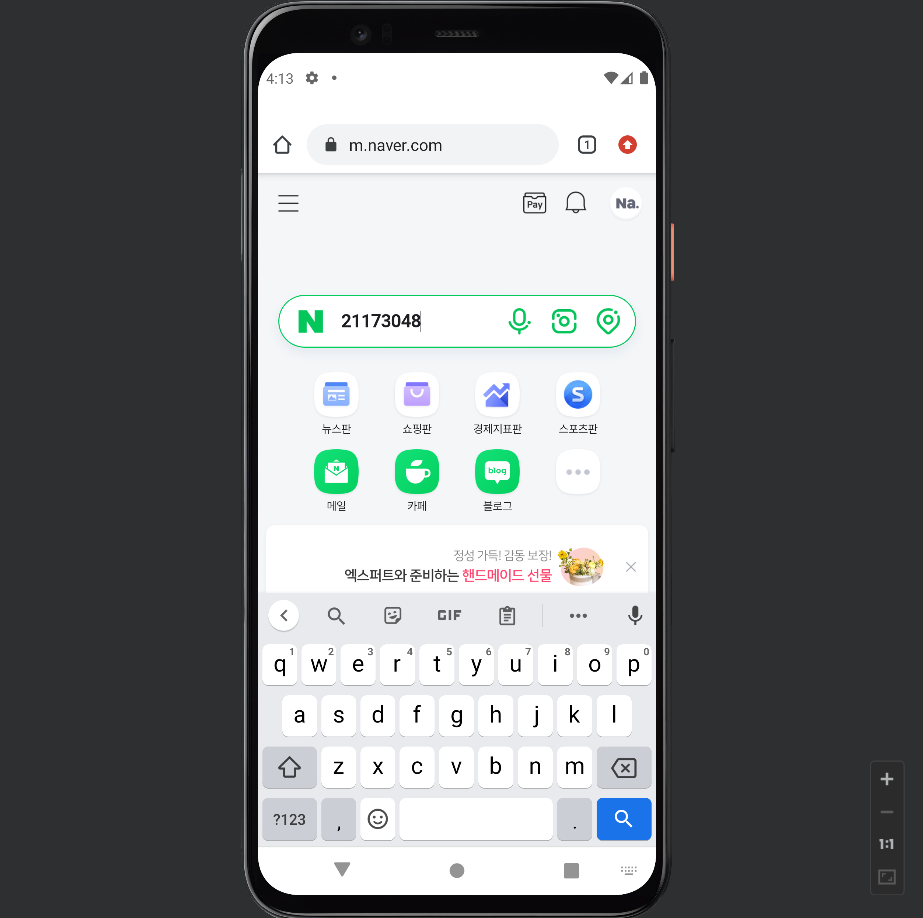 4:13
m.naver.com
1
Pay
Na.
N 21173048
뉴스판 쇼핑판 경제지표판 스포츠판
메일 카페 블로그
blog
정성 가득! 감동 보장!
엑스퍼트와 준비하는 핸드메이드 선물
GIF
q1 w2 e3 r4 t5 y6 u7 i8 o9 p0
a s d f g h j k l
z x c v b n m
?123 , .
1:1